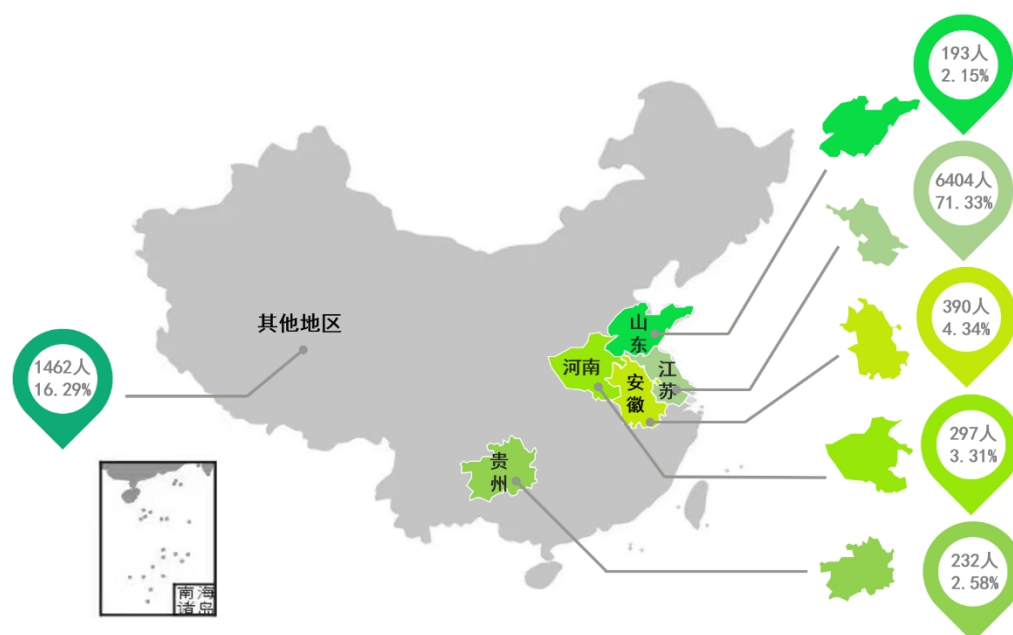 193人
2.15%
6404人
71.33%
其他地区
山
东
390人
4.34%
1462人
16.29%
河南
江
苏
安
徽
297人
3.31%
贵
州
232人
2.58%
南海
诸岛